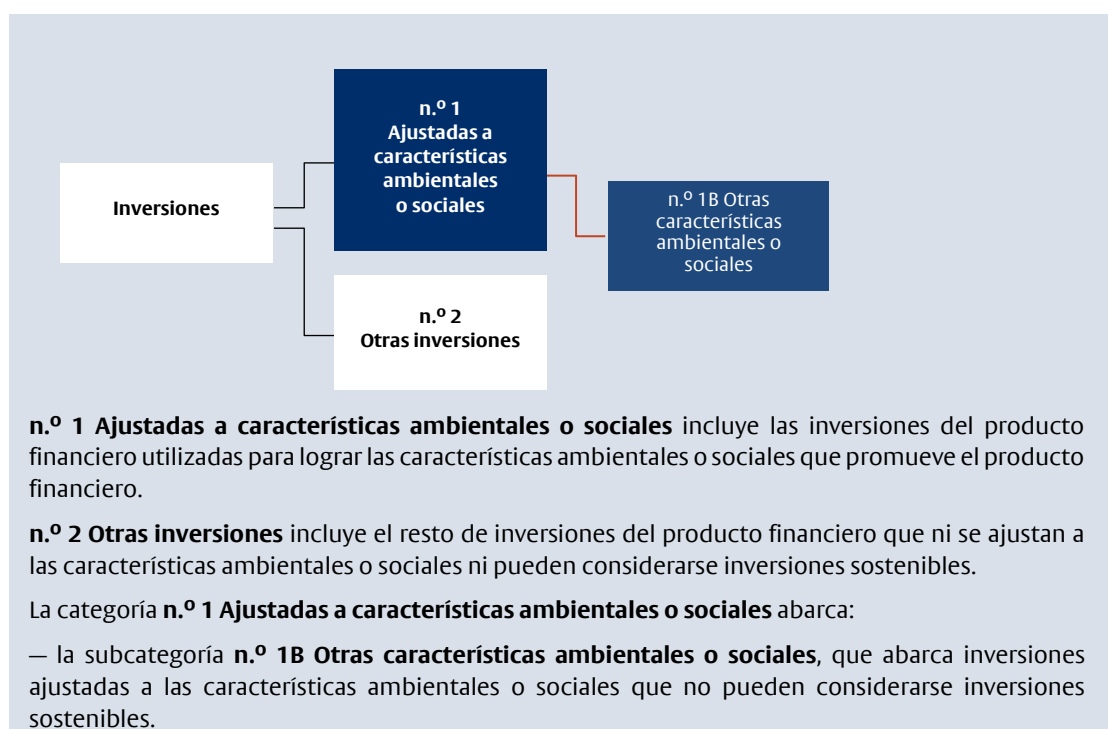 n.º 1
Ajustadas a
características
ambientales
o sociales
Inversiones
n.º 1B Otras
características
ambientales o
sociales
n.º 2
Otras inversiones
n.º 1 Ajustadas a características ambientales o sociales incluye las inversiones del producto
financiero utilizadas para lograr las características ambientales o sociales que promueve el producto
financiero.
n.º 2 Otras inversiones incluye el resto de inversiones del producto financiero que ni se ajustan a
las características ambientales o sociales ni pueden considerarse inversiones sostenibles.
La categoría n.º 1 Ajustadas a características ambientales o sociales abarca:
— la subcategoría n.º 1B Otras características ambientales o sociales, que abarca inversiones
ajustadas a las características ambientales o sociales que no pueden considerarse inversiones
sostenibles.